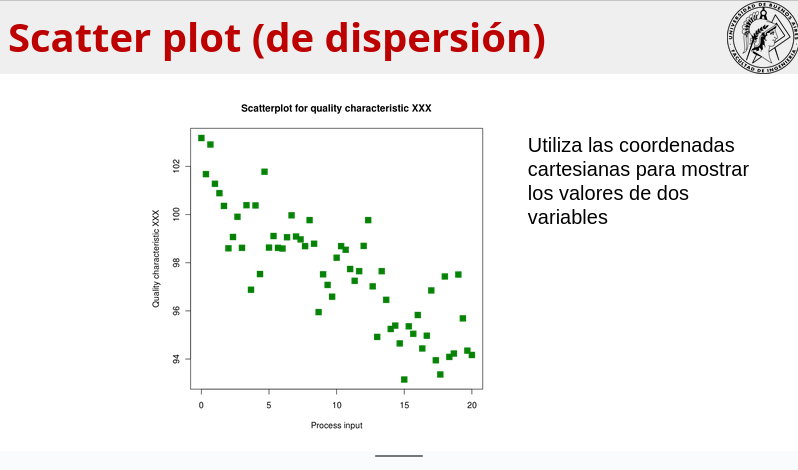 Scatter plot (de dispersión)
UNIVERSIDAD DE BUENOS AIRES
FACULTAD DE INGENIERIA
Scatterplot for quality characteristic XXX
Utiliza las coordenadas
cartesianas para mostrar
los valores de dos
variables
Quality characteristic XXX
102
100
98
96
94
0 5 10 15 20
Process input